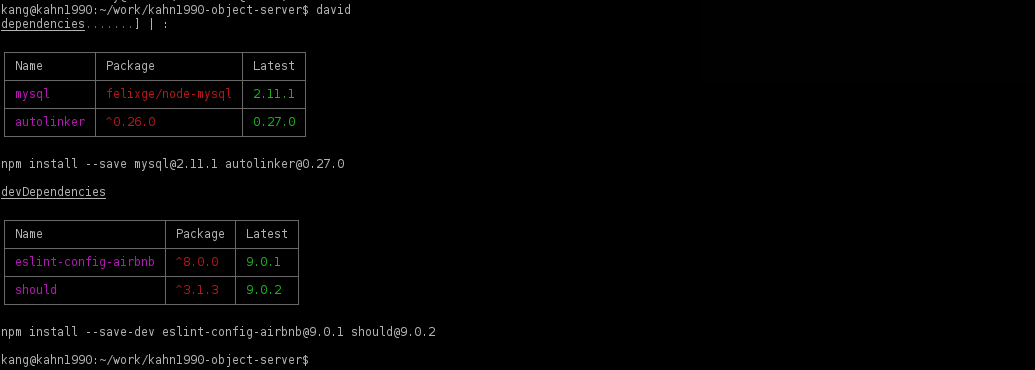 kang@kahn1990:~/work/kahn1990-object-server$ david
dependencies.......] | :
Name Package Latest
mysql felixge/node-mysql 2.11.1
autolinker ^0.26.0 0.27.0
npm install --save mysql@2.11.1 autolinker@0.27.0
devDependencies
Name Package Latest
eslint-config-airbnb ^8.0.0 9.0.1
should ^3.1.3 9.0.2
npm install --save-dev eslint-config-airbnb@9.0.1 should@9.0.2
kang@kahn1990:~/work/kahn1990-object-server$